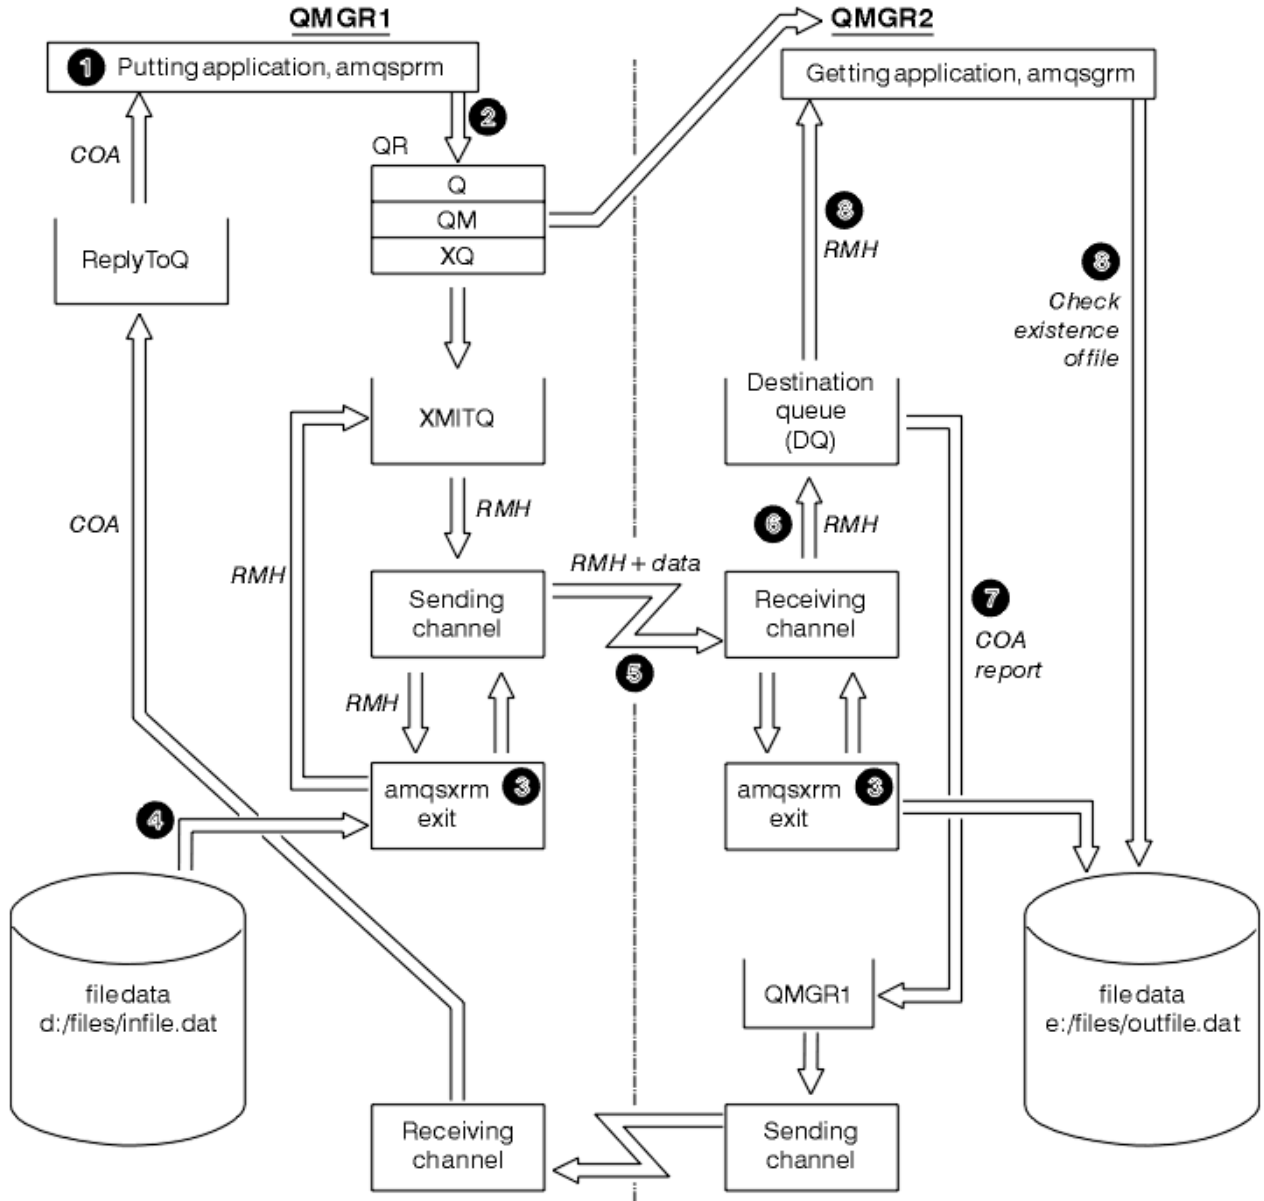 QMGR1
QMGR2
1 Putting application, amqsprm
Getting application, amqsgrm
2
COA
QR
Q
QM
XQ
ReplyToQ
8
RMH
8
Check
existence
of file
XMITQ
Destination
queue
(DQ)
COA
RMH
RMH
6 RMH
RMH + data
Sending
channel
Receiving
channel
7
COA
report
5
RMH
amqsxrm
exit
3
amqsxrm
exit
3
4
file data
d:/files/infile.dat
QMGR1
file data
e:/files/outfile.dat
Receiving
channel
Sending
channel